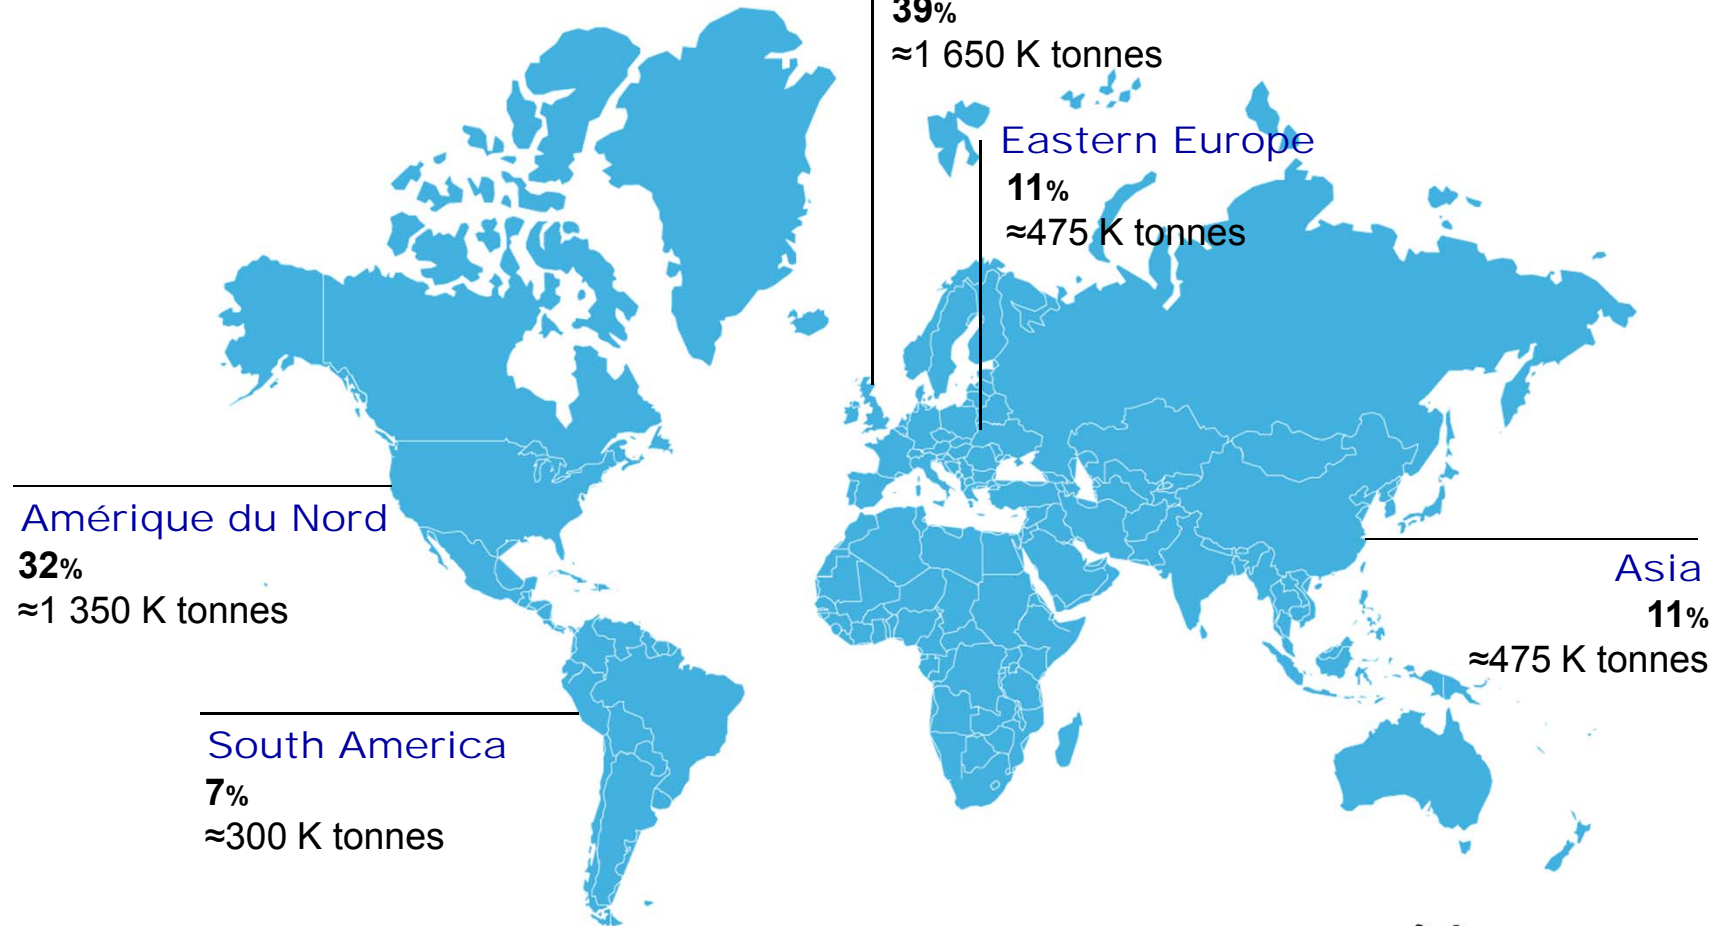 39%
≈1 650 K tonnes
Eastern Europe
11%
≈475 K tonnes
Amérique du Nord
32%
≈1 350 K tonnes
Asia
11%
≈475 K tonnes
South America
7%
≈300 K tonnes